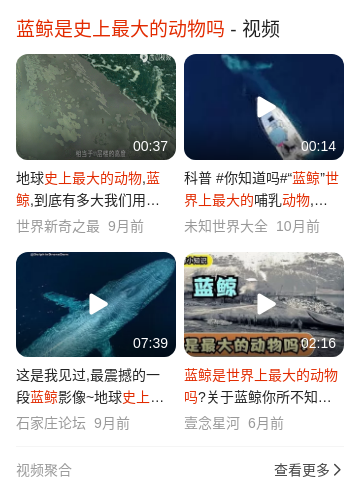 蓝鲸是史上最大的动物吗 - 视频
相当于
00:37
00:14
地球史上最大的动物,蓝
鲸,到底有多大我们用…
科普 #你知道吗#“蓝鲸”世
界上最大的哺乳动物,…
世界新奇之最 9月前
未知世界大全 10月前
07:39
蓝鲸
是最大的动物吗
02:16
这是我见过,最震撼的一
段蓝鲸影像~地球史上…
蓝鲸是世界上最大的动物
吗?关于蓝鲸你所不知…
石家庄论坛 9月前
壹念星河 6月前
视频聚合
查看更多